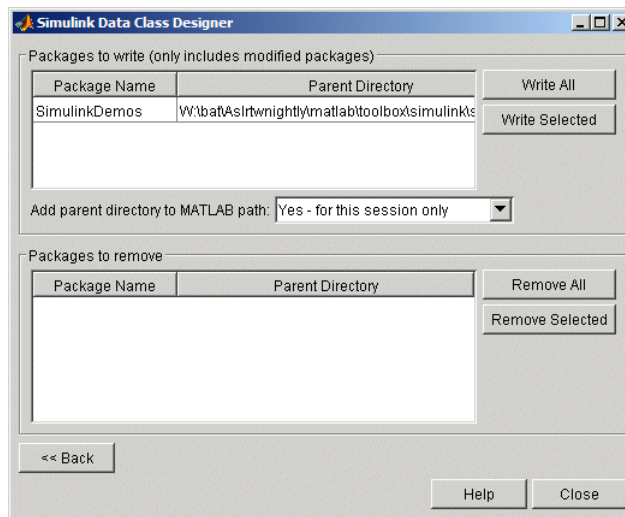 Simulink Data Class Designer
Packages to write (only includes modified packages)
Package Name Parent Directory
SimulinkDemos W:\bat\Aslrtwnightly\matlab\toolbox\simulink\s
Write All
Write Selected
Add parent directory to MATLAB path: Yes - for this session only
Packages to remove
Package Name Parent Directory
Remove All
Remove Selected
<< Back
Help Close